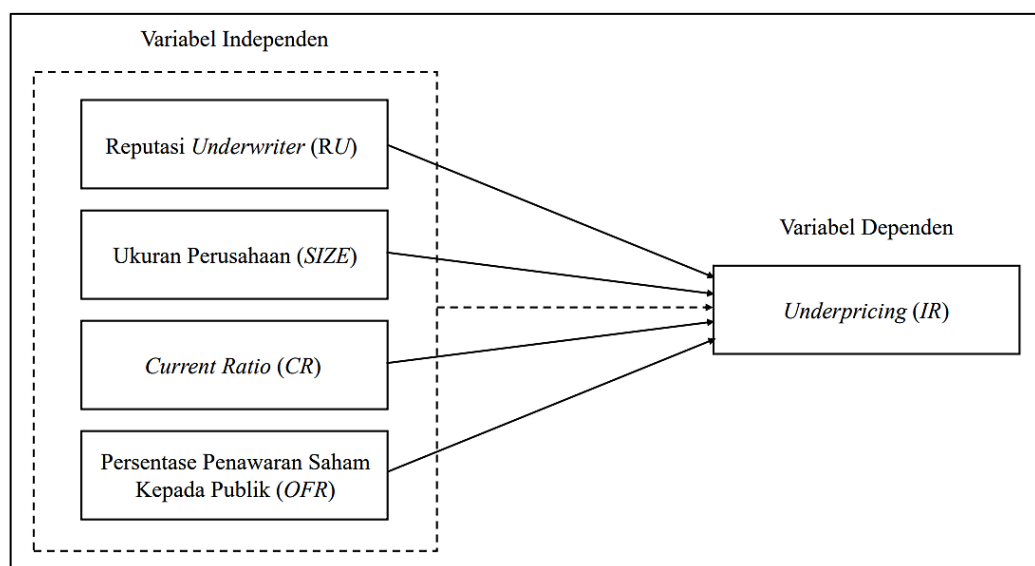 Variabel Independen
Reputasi Underwriter (RU)
Ukuran Perusahaan (SIZE)
Current Ratio (CR)
Persentase Penawaran Saham
Kepada Publik (OFR)
Variabel Dependen
Underpricing (IR)